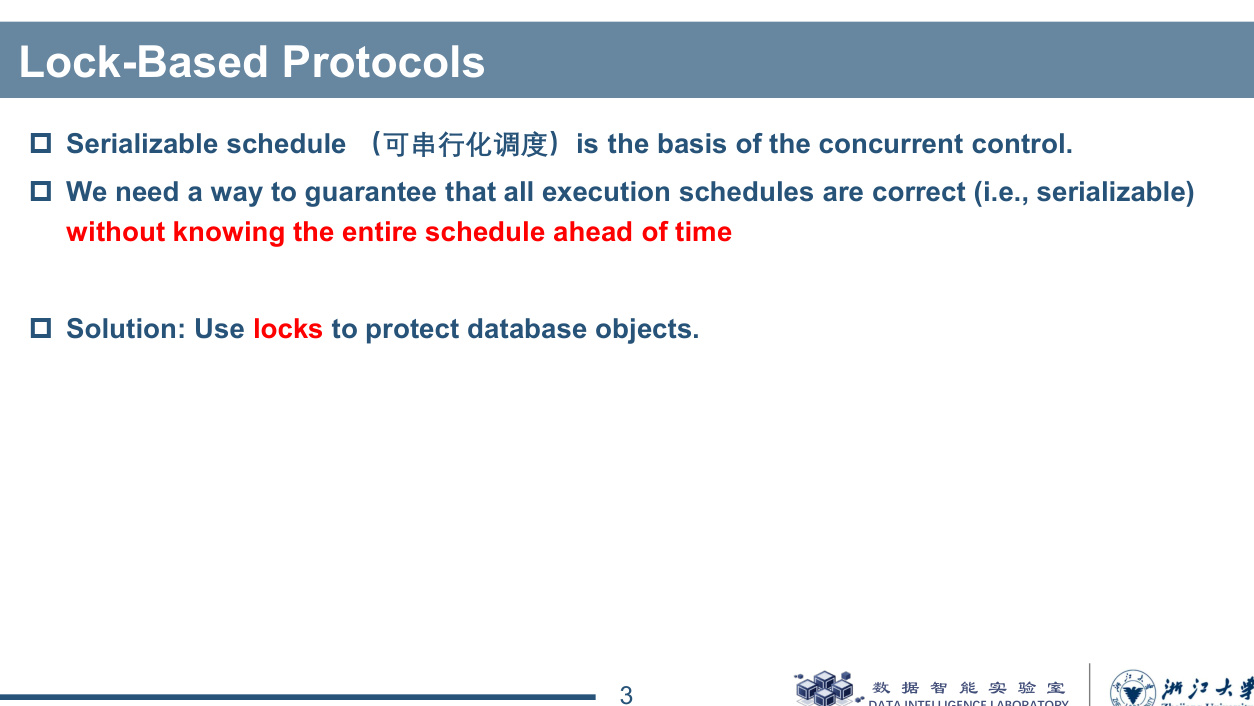 Lock-Based Protocols
Serializable schedule （可串行化调度）is the basis of the concurrent control.
We need a way to guarantee that all execution schedules are correct (i.e., serializable)
without knowing the entire schedule ahead of time
Solution: Use locks to protect database objects.
3
数据智能实验室
DATA INTELLIGENCE LABORATORY
浙江大学